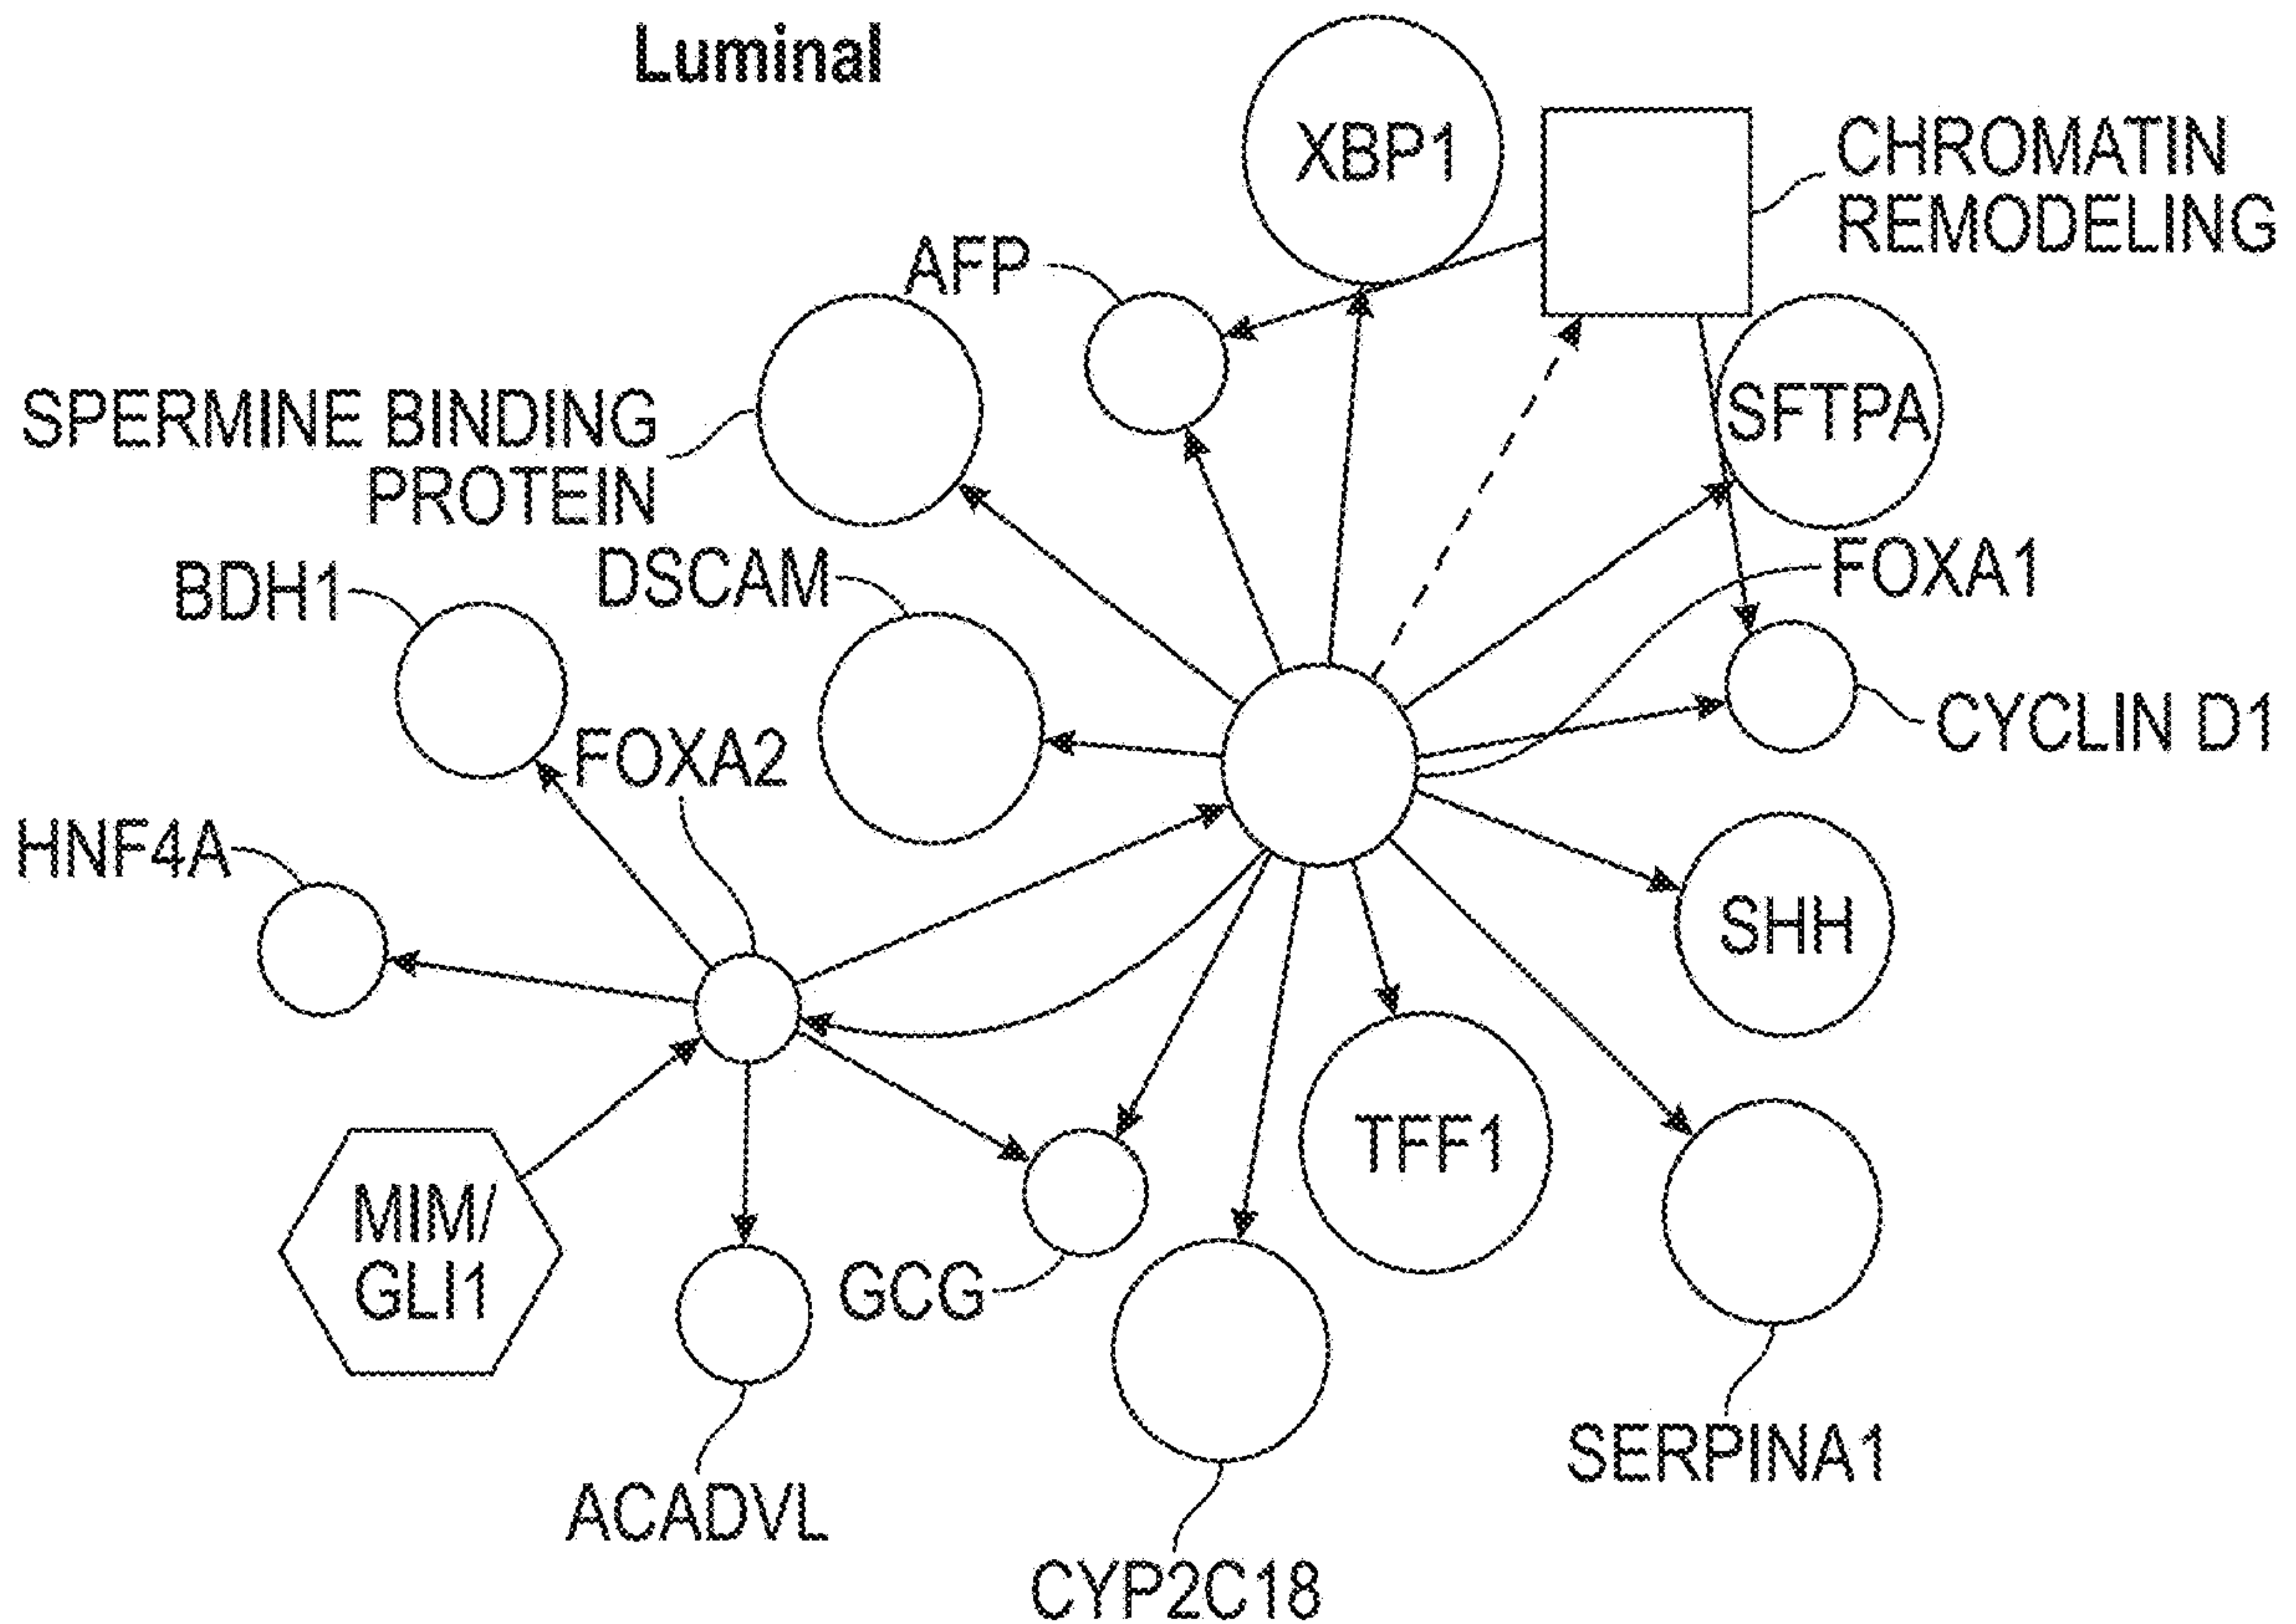 Luminal
XBP1
CHROMATIN
REMODELING
AFP
SPERMINE BINDING
PROTEIN
SFTPA
BDH1
DSCAM
FOXA1
FOXA2
CYCLIN D1
HNF4A
SHH
MIM/
GLI1
TFF1
GCG
ACADVL
SERPINA1
CYP2C18